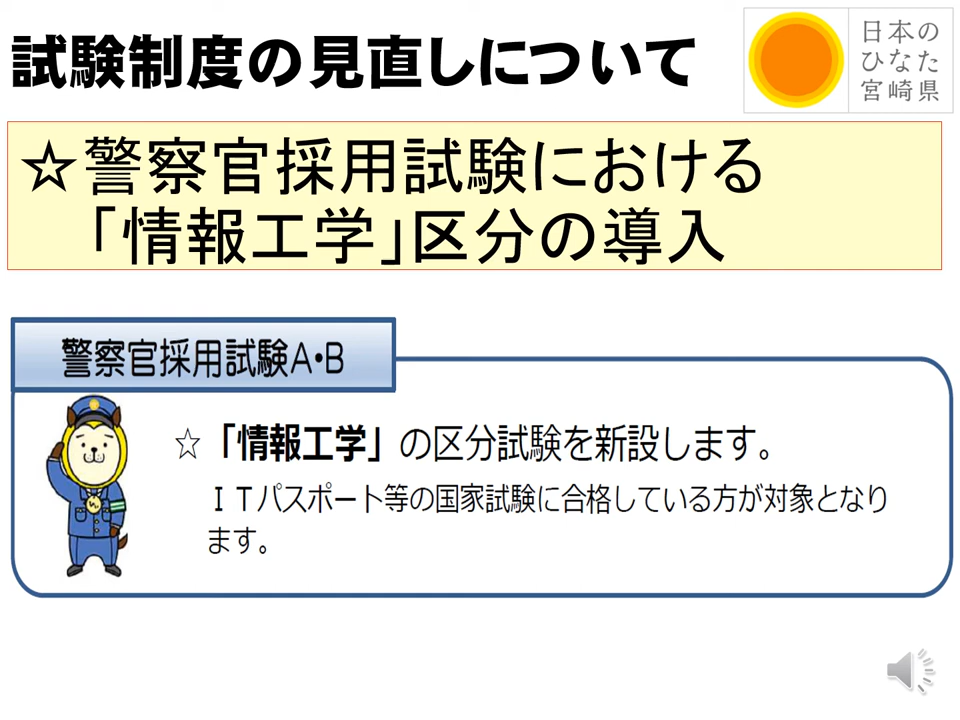 試験制度の見直しについて
日本の
ひなた
宮崎県
☆警察官採用試験における
「情報工学」区分の導入
警察官採用試験A・B
☆「情報工学」の区分試験を新設します。
ＩＴパスポート等の国家試験に合格している方が対象となり
ます。